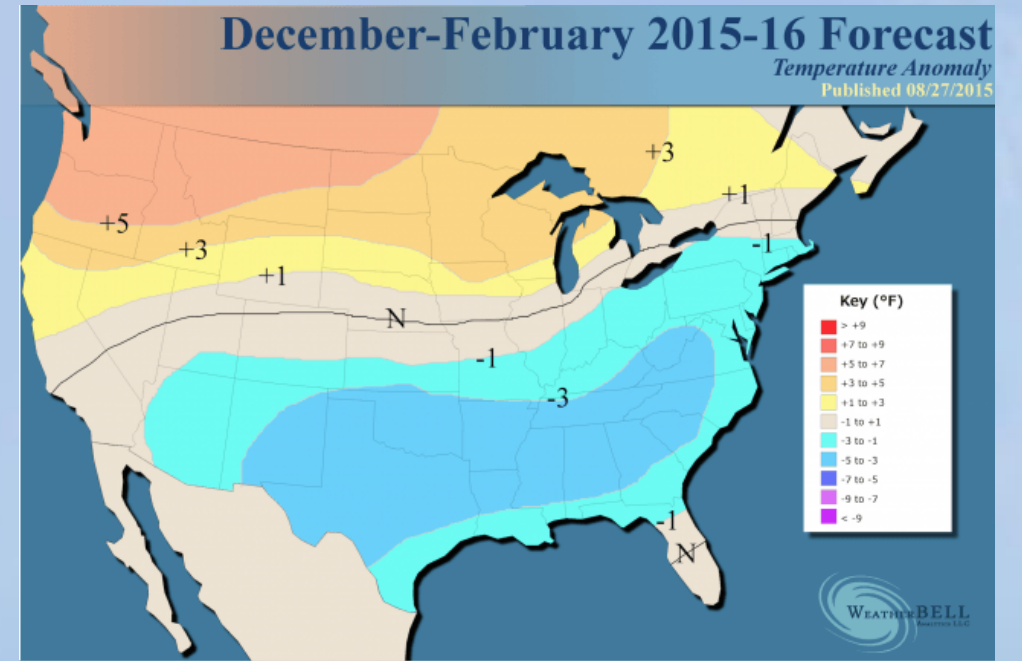 December-February 2015-16 Forecast
Temperature Anomaly
Published 08/27/2015
+3
+1
+5
+3
-1
+1
N
-1
-3
-1
N
Key (°F)
> +9
+7 to +9
+5 to +7
+3 to +5
+1 to +3
-1 to +1
-3 to -1
-5 to -3
-7 to -5
-9 to -7
< -9
WEATHERBELL
ANALYTICS LLC